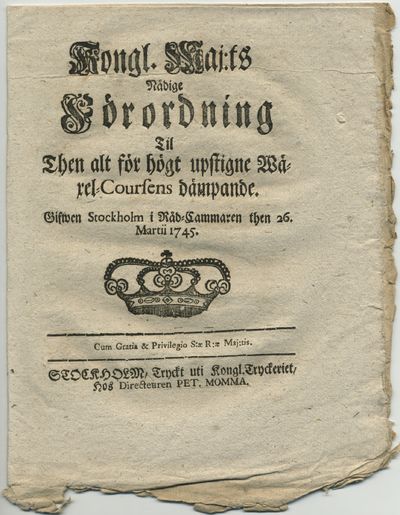 Kongl. Maj:ts
Nådige
Förordning
Til
Then alt för högt upstigne Wä-
xel-Coursens dämpande.
Gifwen Stockholm i Råd-Cammaren then 26.
Martii 1745.
Cum Gratia & Privilegio S:æ R:æ Maj:tis.
STOCKHOLM, Tryckt uti Kongl. Tryckeriet,
Hos Directeuren PET. MOMMA.